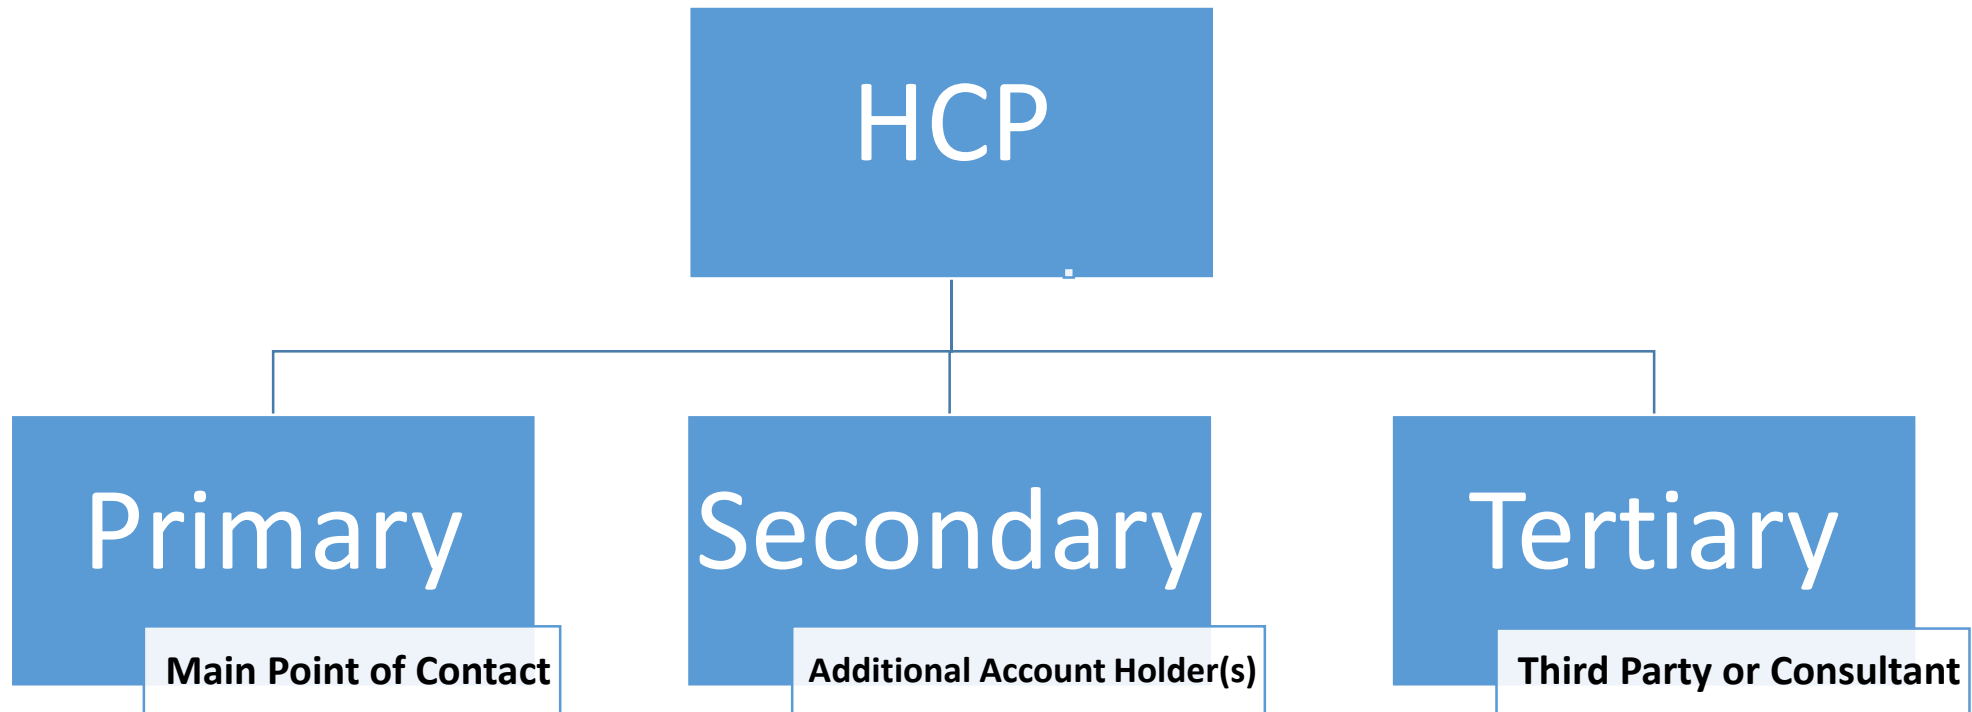 HCP
.
Primary
Secondary
Tertiary
Main Point of Contact
Additional Account Holder(s)
Third Party or Consultant